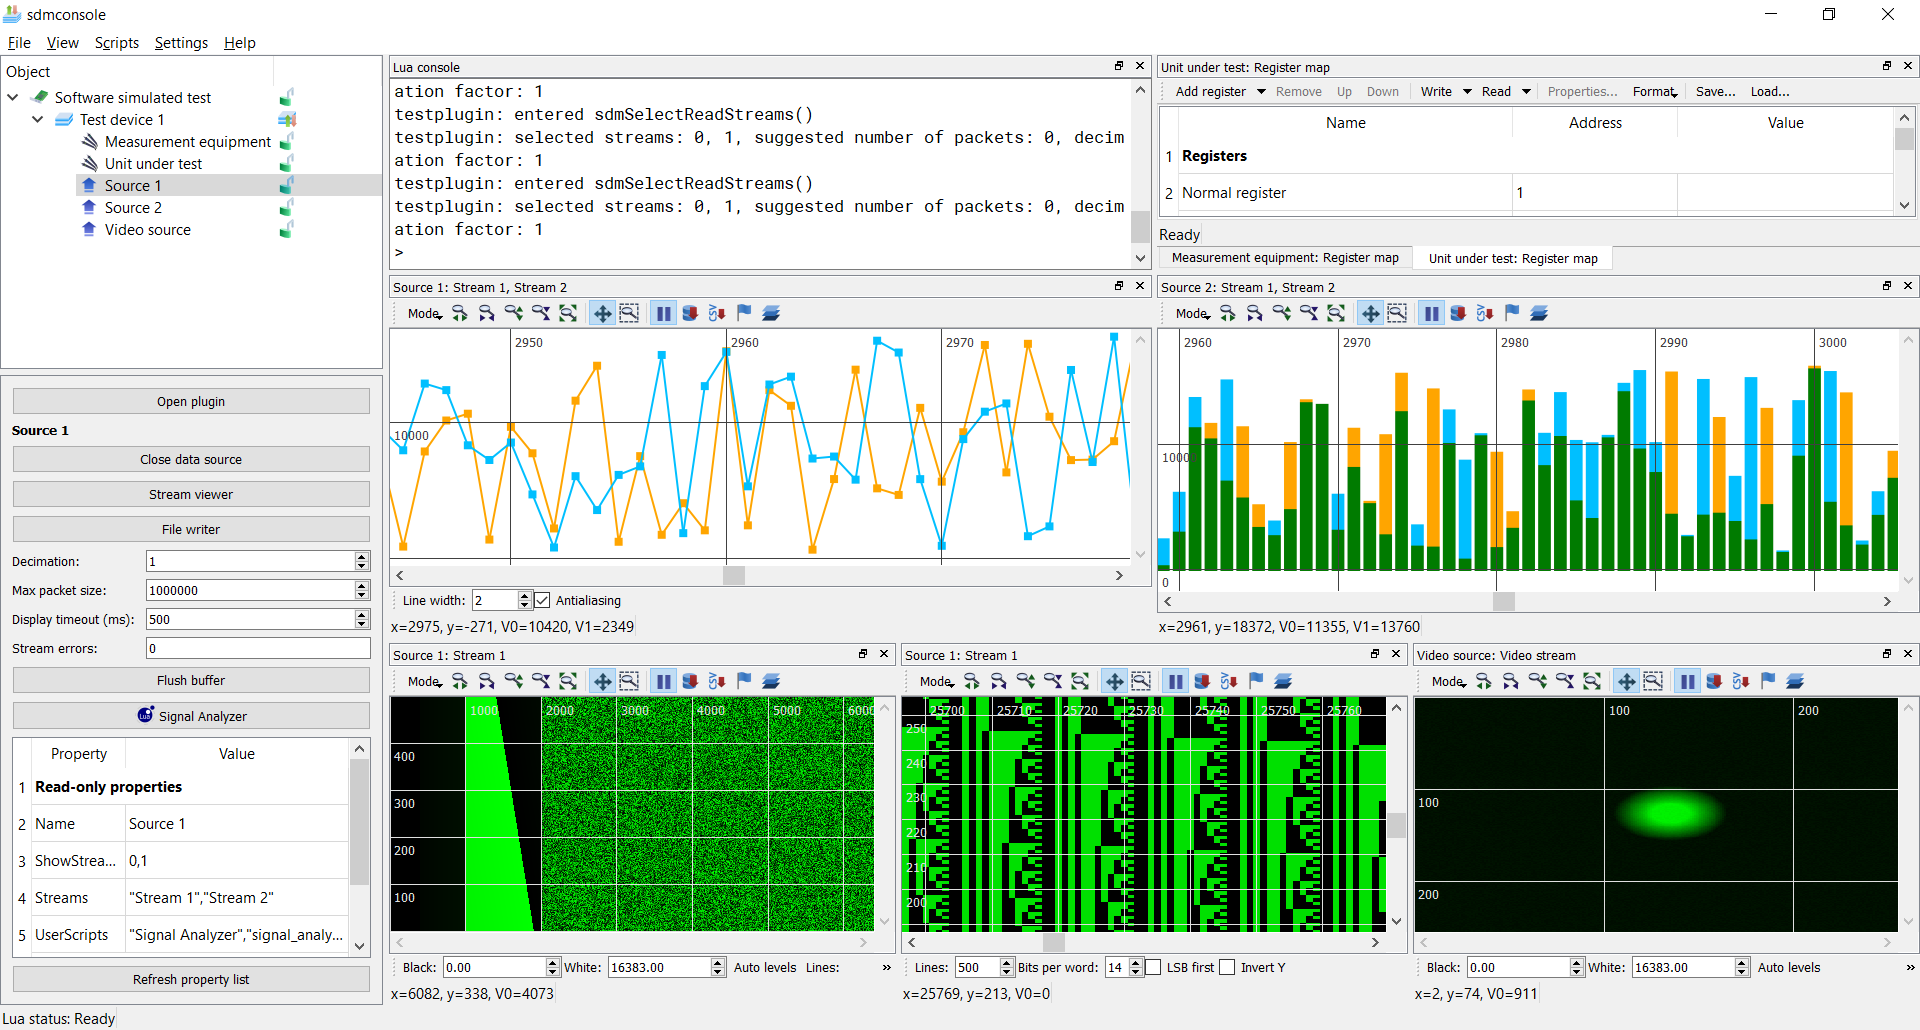 sdmconsole
File View Scripts Settings Help
Object
Software simulated test
Test device 1
Measurement equipment
Unit under test
Source 1
Source 2
Video source
Open plugin
Source 1
Close data source
Stream viewer
File writer
Decimation: 1
Max packet size: 1000000
Display timeout (ms): 500
Stream errors: 0
Flush buffer
Signal Analyzer
Property Value
1 Read-only properties
2 Name Source 1
3 ShowStrea... 0,1
4 Streams "Stream 1","Stream 2"
5 UserScripts "Signal Analyzer","signal_analy...
Refresh property list
Lua status: Ready
Lua console
ation factor: 1
testplugin: entered sdmSelectReadStreams()
testplugin: selected streams: 0, 1, suggested number of packets: 0, decim
ation factor: 1
testplugin: entered sdmSelectReadStreams()
testplugin: selected streams: 0, 1, suggested number of packets: 0, decim
ation factor: 1
>
Unit under test: Register map
Add register Remove Up Down Write Read Properties... Format Save... Load...
Name Address Value
1 Registers
2 Normal register 1
Ready
Measurement equipment: Register map Unit under test: Register map
Source 1: Stream 1, Stream 2
Mode CSV
2950 2960 2970
10000
Line width: 2 Antialiasing
x=2975, y=-271, V0=10420, V1=2349
Source 2: Stream 1, Stream 2
Mode CSV
2960 2970 2980 2990 3000
10000
0
x=2961, y=18372, V0=11355, V1=13760
Source 1: Stream 1
Mode CSV
1000 2000 3000 4000 5000 6000
400
300
200
100
Black: 0.00 White: 16383.00 Auto levels Lines: »
x=6082, y=338, V0=4073
Source 1: Stream 1
Mode CSV
25700 25710 25720 25730 25740 25750 25760
250
240
230
220
210
200
Lines: 500 Bits per word: 14 LSB first Invert Y
x=25769, y=213, V0=0
Video source: Video stream
Mode CSV
100 200
100
200
Black: 0.00 White: 16383.00 Auto levels »
x=2, y=74, V0=911